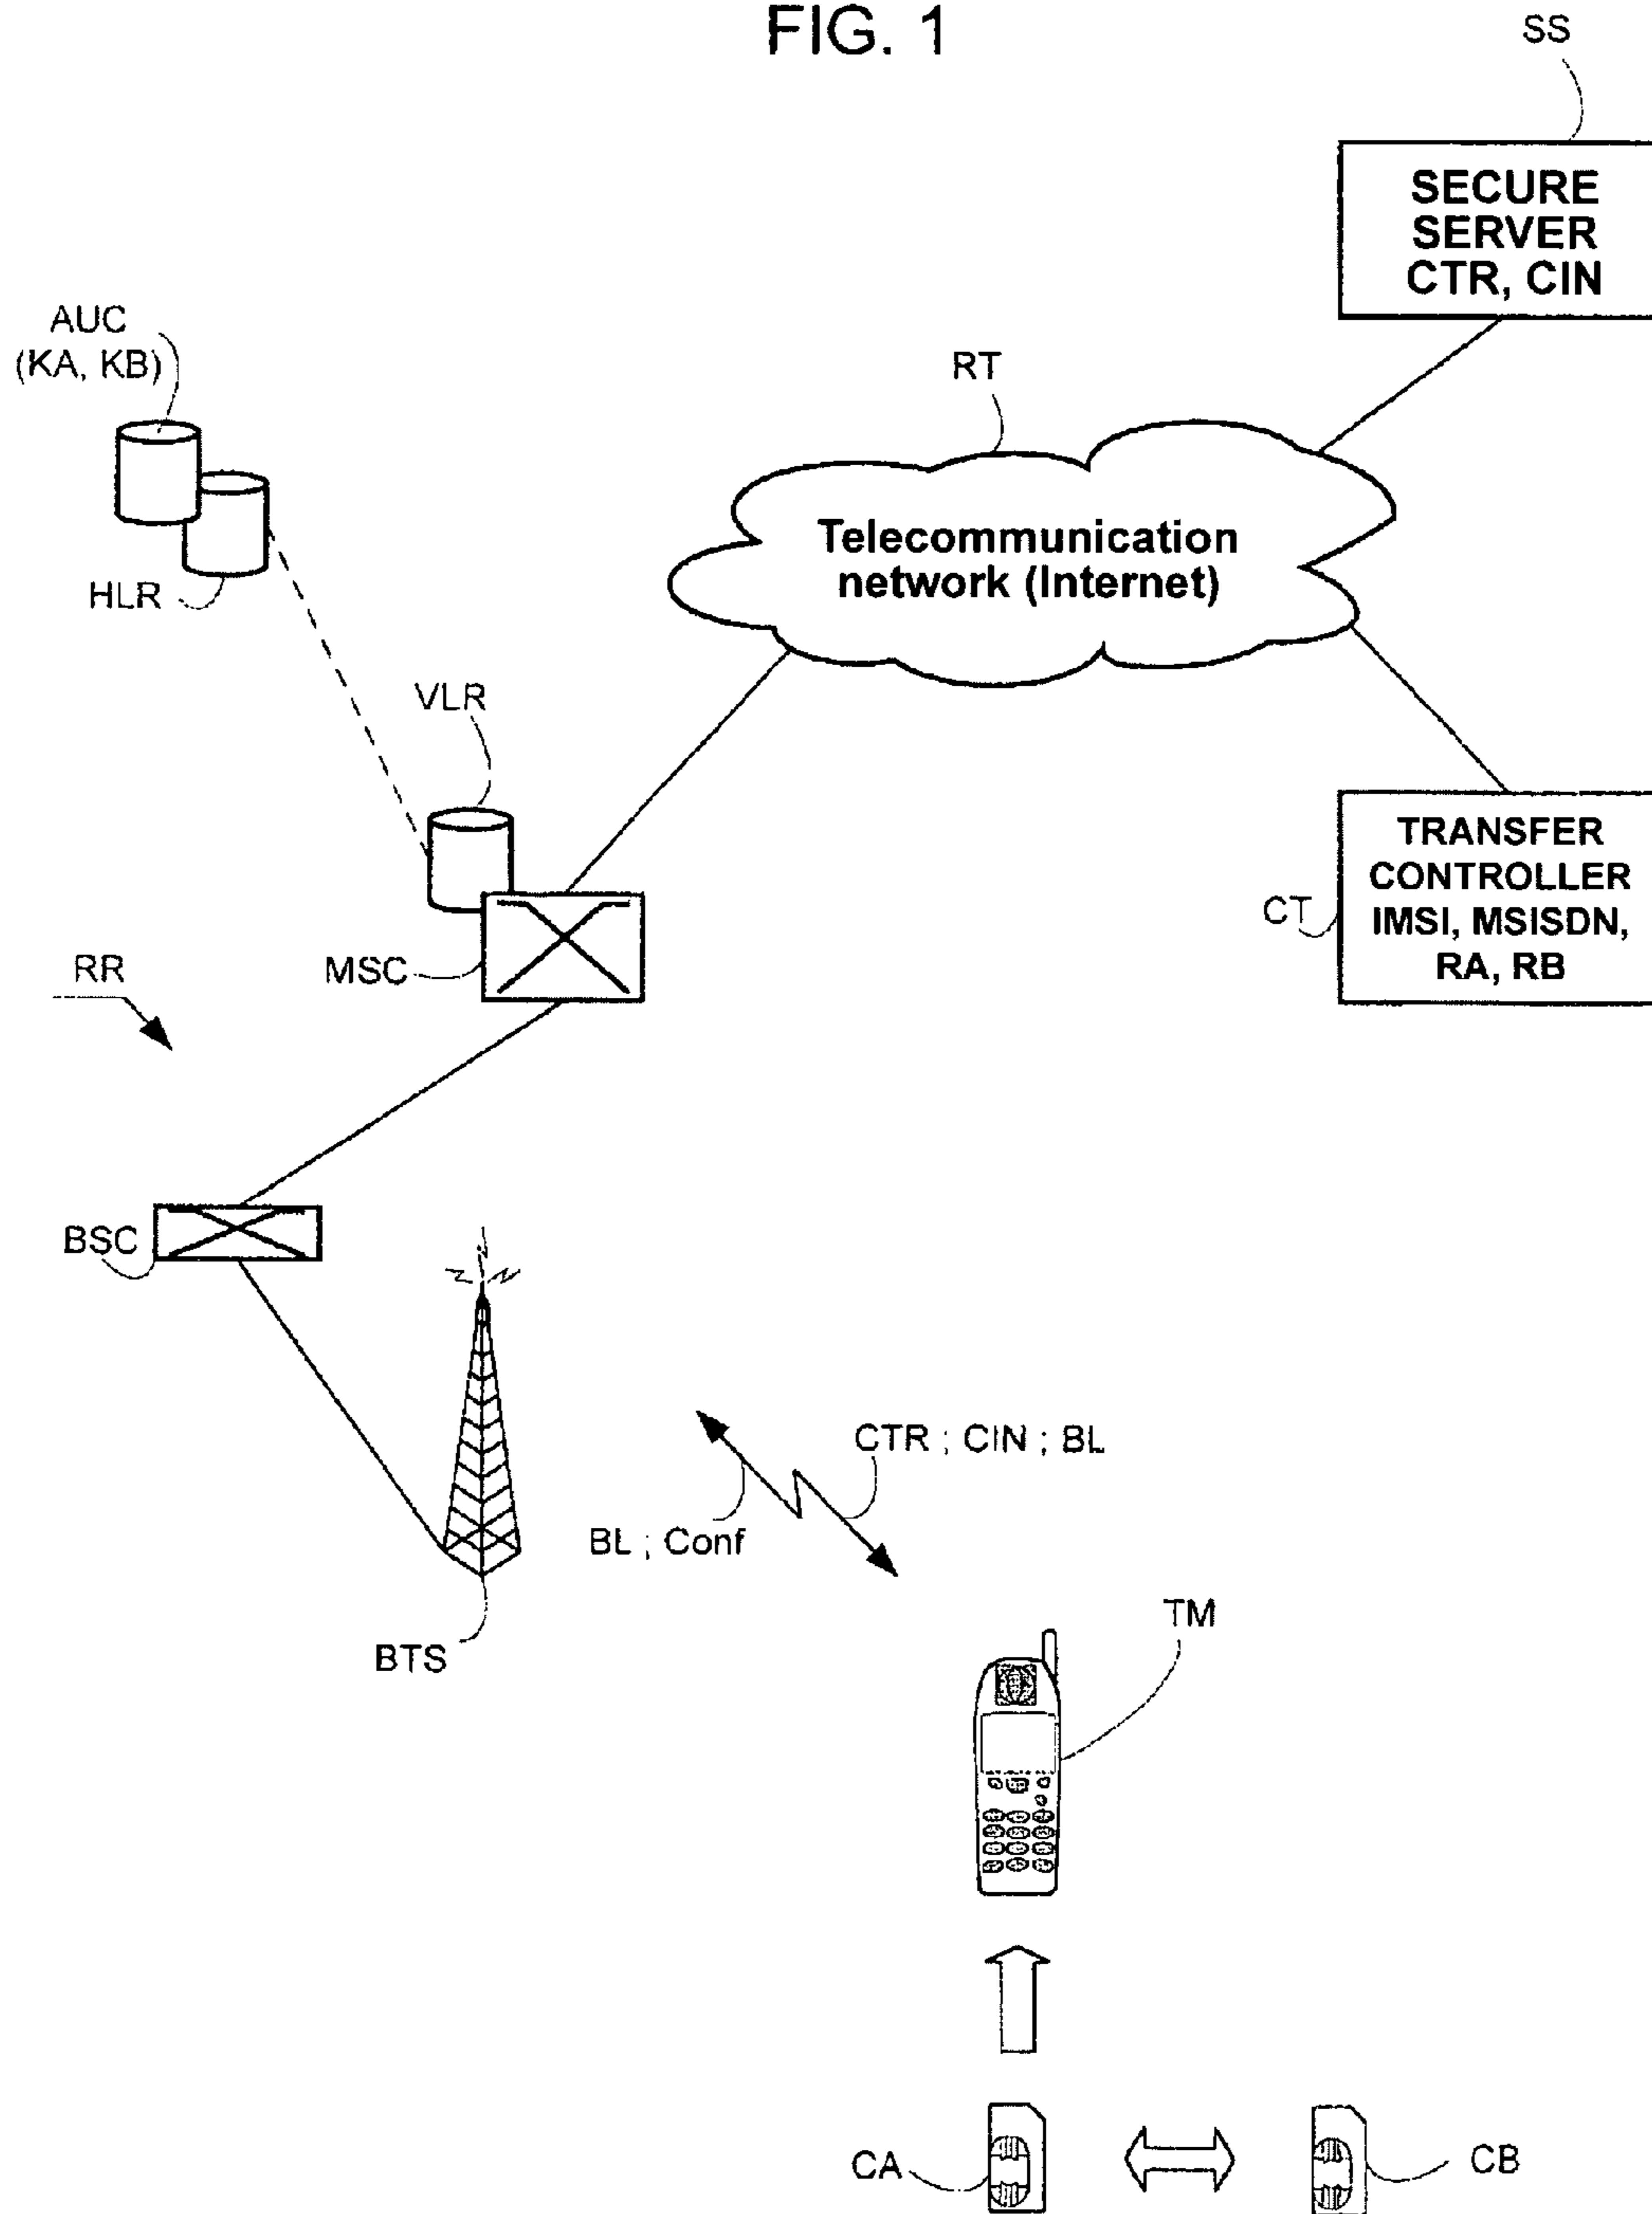 FIG. 1
SS
SECURE
SERVER
CTR, CIN
AUC
(KA, KB)
RT
Telecommunication
network (Internet)
HLR
VLR
TRANSFER
CONTROLLER
IMSI, MSISDN,
RA, RB
CT
MSC
RR
BSC
CTR ; CIN ; BL
BL ; Conf
TM
BTS
CA
CB